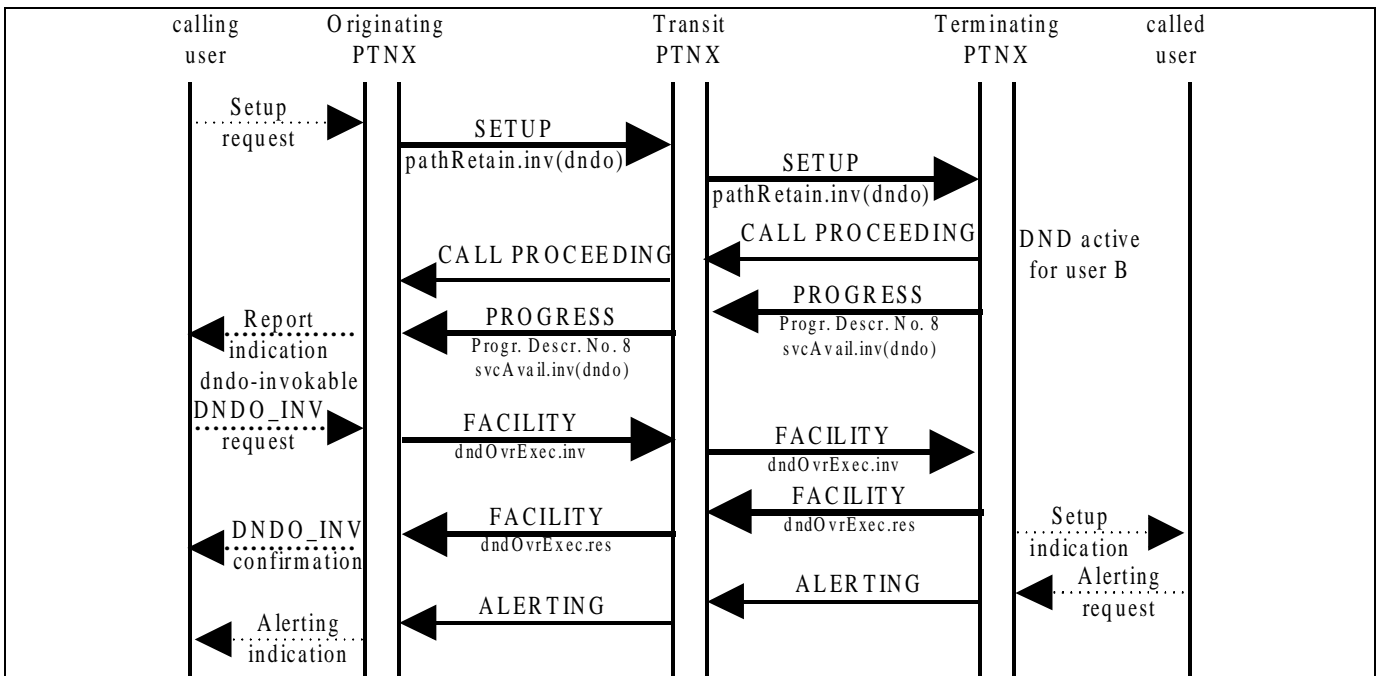 calling Originating Transit Terminating called
user PTNX PTNX PTNX user
Setup
request
SETUP
pathRetain.inv(dndo)
SETUP
pathRetain.inv(dndo)
CALL PROCEEDING
DND active
for user B
CALL PROCEEDING
PROGRESS
Progr. Descr. No. 8
svcAvail.inv(dndo)
PROGRESS
Progr. Descr. No. 8
svcAvail.inv(dndo)
Report
indication
dndo-invokable
DNDO_INV
request
FACILITY
dndOvrExec.inv
FACILITY
dndOvrExec.inv
FACILITY
dndOvrExec.res
FACILITY
dndOvrExec.res
DNDO_INV
confirmation
Setup
indication
Alerting
request
ALERTING
ALERTING
Alerting
indication